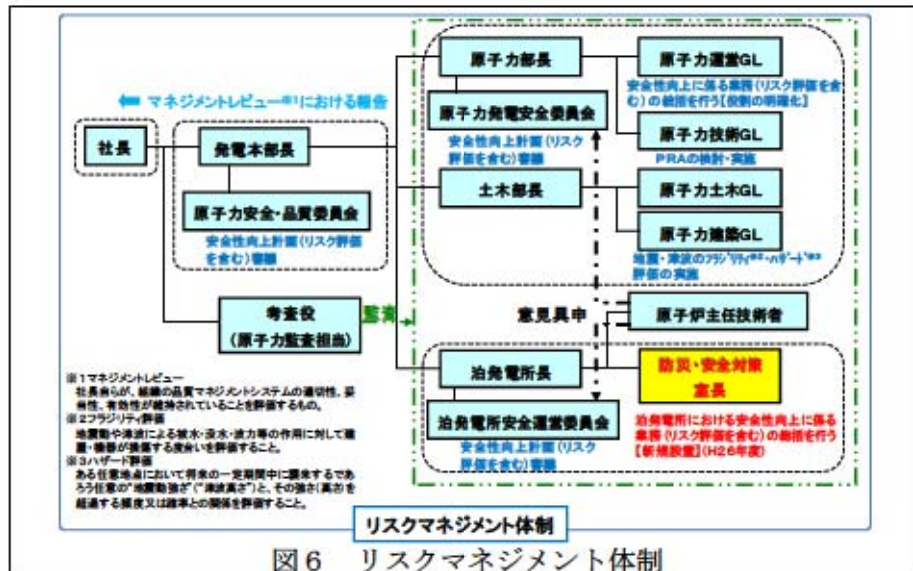 原子力部長
原子力運営GL
安全性向上に係る業務(リスク評価を含
む)の総括を行う【役割の明確化】
マネジメントレビュー※1における報告
原子力発電安全委員会
安全性向上計画(リスク
評価を含む)審議
原子力技術GL
PRAの検討・実施
社長
発電本部長
原子力安全・品質委員会
安全性向上計画(リスク評価
を含む)審議
土木部長
原子力土木GL
原子力建築GL
地震・津波のフラジリティ※2・ハザード※3
評価の実施
考査役
(原子力監査担当)
監査
意見具申
原子炉主任技術者
泊発電所長
防災・安全対策
室長
泊発電所安全運営委員会
安全性向上計画(リスク
評価を含む)審議
泊発電所における安全性向上に係る
業務(リスク評価を含む)の総括を行う
【新規設置】(H26年度)
※1マネジメントレビュー
社長自らが、組織の品質マネジメントシステムの適切性、妥
当性、有効性が維持されていることを評価するもの。
※2フラジリティ評価
地震動や津波による被水・没水・波力等の作用に対して建
屋・機器が損傷する度合いを評価すること。
※3ハザード評価
ある任意地点において将来の一定期間中に襲来するであ
ろう任意の"地震動強さ"("津波高さ")と、その強さ(高さ)を
超過する頻度又は確率との関係を評価すること。
リスクマネジメント体制
図6 リスクマネジメント体制